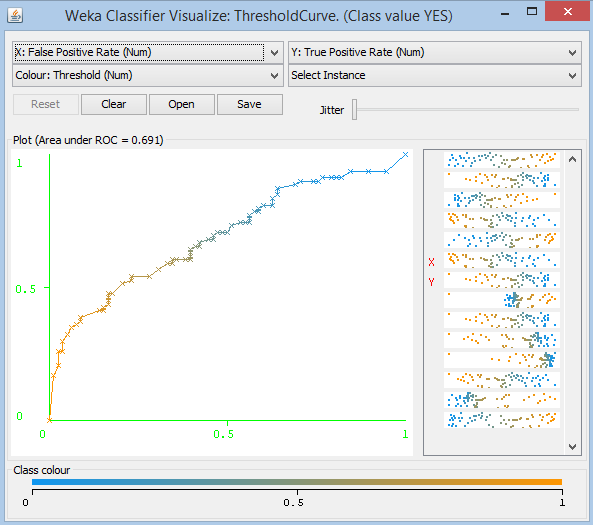 Weka Classifier Visualize: ThresholdCurve. (Class value YES)
X: False Positive Rate (Num)
Y: True Positive Rate (Num)
Colour: Threshold (Num)
Select Instance
Reset
Clear
Open
Save
Jitter
Plot (Area under ROC = 0.691)
1
0.5
0
0
0.5
1
X
Y
Class colour
0
0.5
1